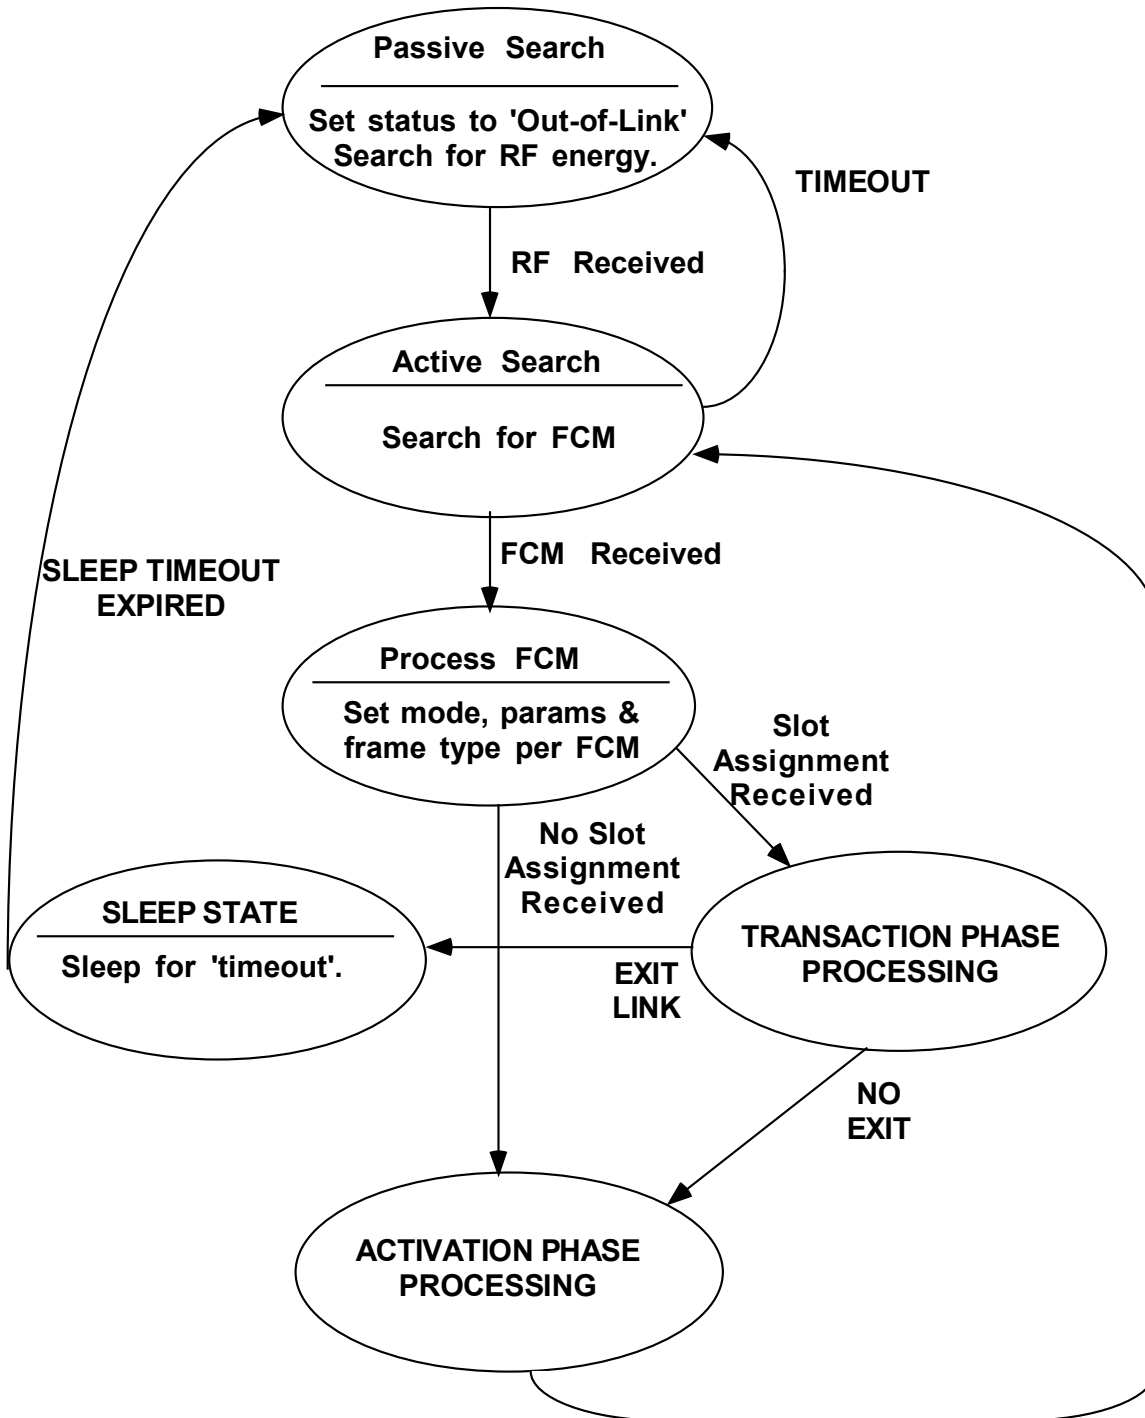 Passive Search
Set status to 'Out-of-Link'
Search for RF energy.
TIMEOUT
RF Received
Active Search
Search for FCM
FCM Received
SLEEP TIMEOUT
EXPIRED
Process FCM
Set mode, params &
frame type per FCM
Slot
Assignment
Received
No Slot
Assignment
Received
SLEEP STATE
Sleep for 'timeout'.
TRANSACTION PHASE
PROCESSING
EXIT
LINK
NO
EXIT
ACTIVATION PHASE
PROCESSING